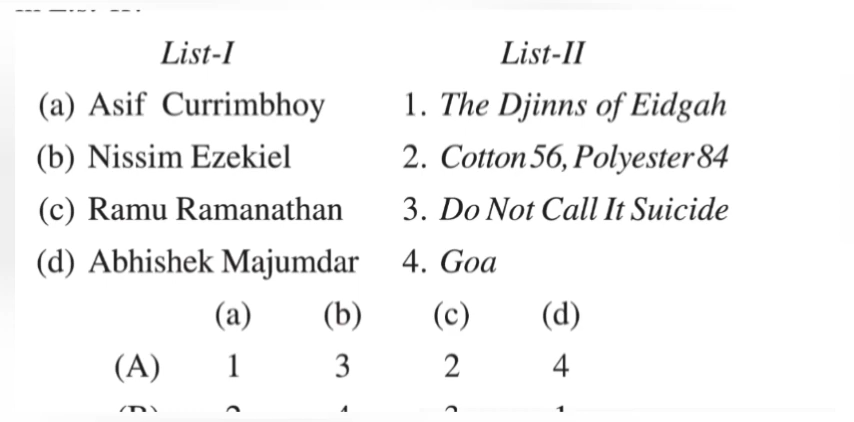 List-I List-II
(a) Asif Currimbhoy 1. The Djinns of Eidgah
(b) Nissim Ezekiel 2. Cotton 56, Polyester 84
(c) Ramu Ramanathan 3. Do Not Call It Suicide
(d) Abhishek Majumdar 4. Goa
(a) (b) (c) (d)
(A) 1 3 2 4